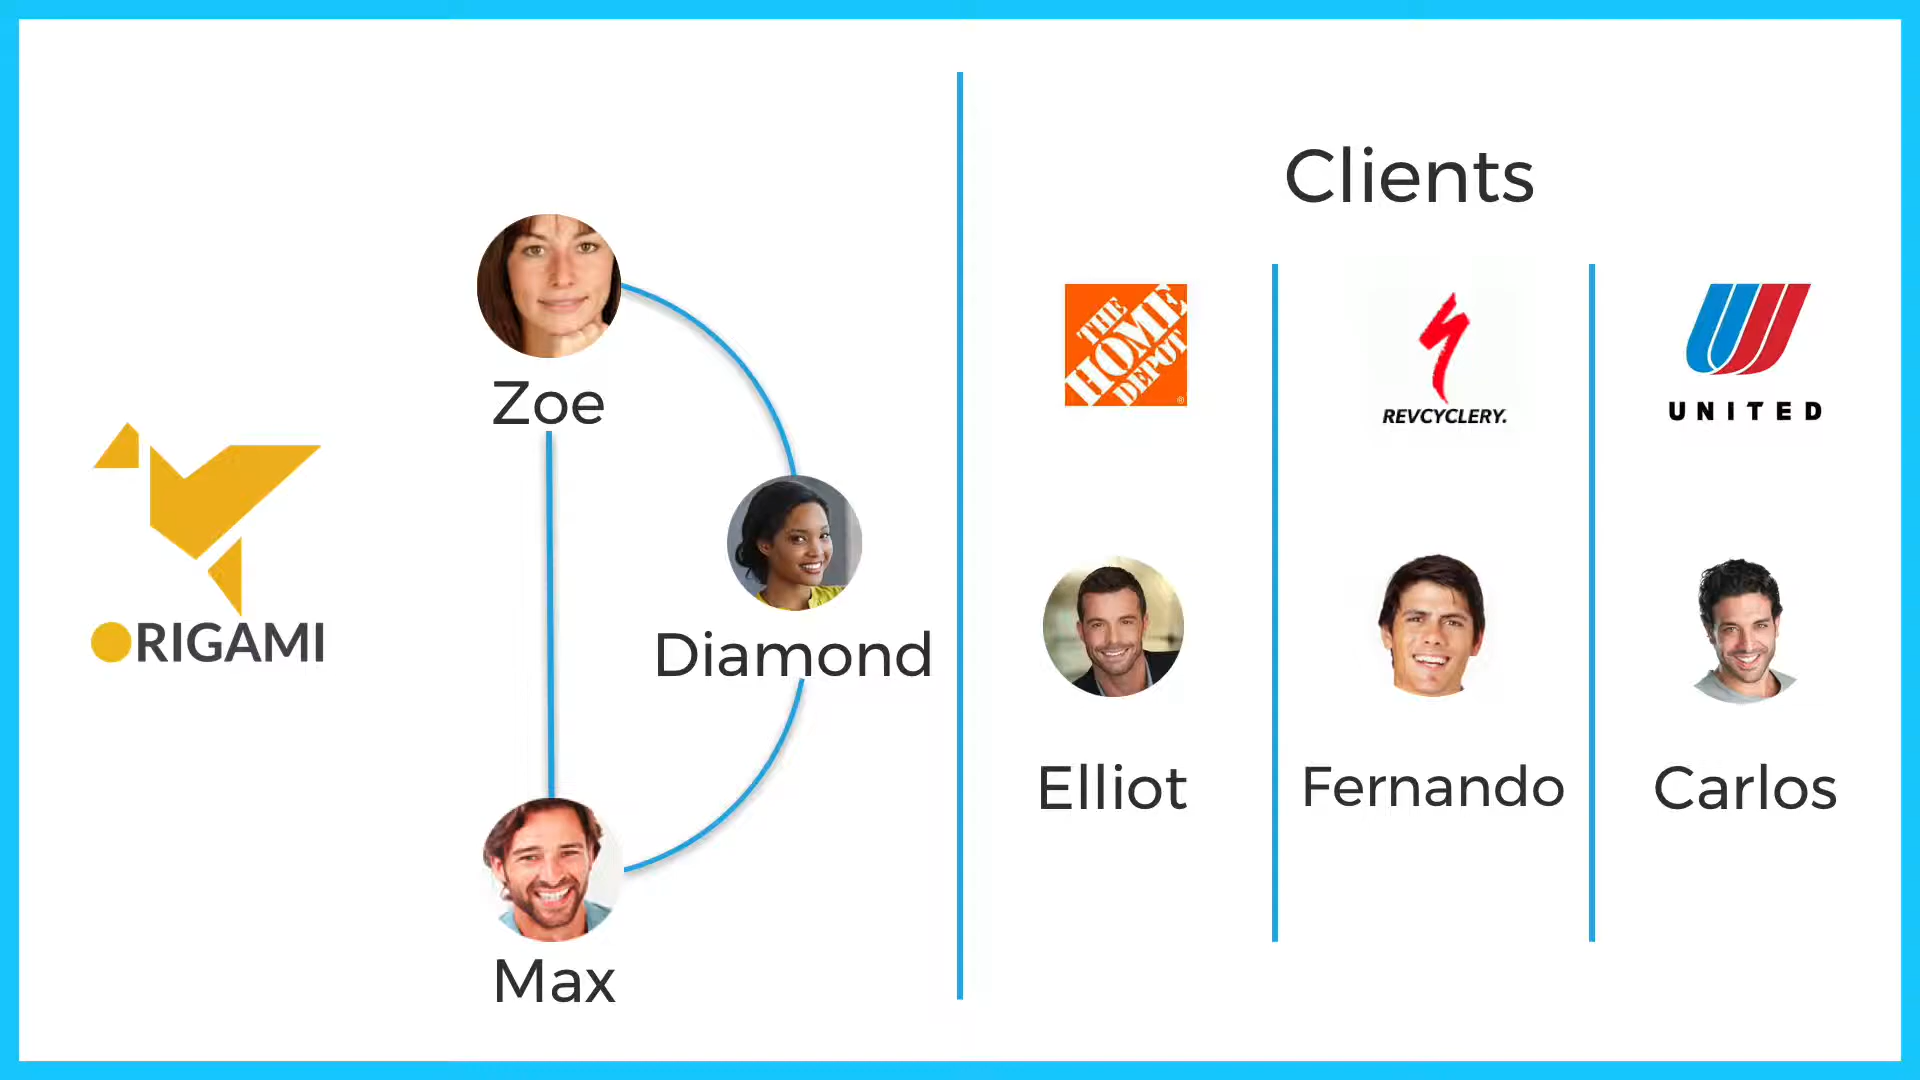 ORIGAMI
Zoe
Diamond
Max
Clients
THE
HOME
DEPOT
®
REVCYCLERY.
UNITED
Elliot
Fernando
Carlos